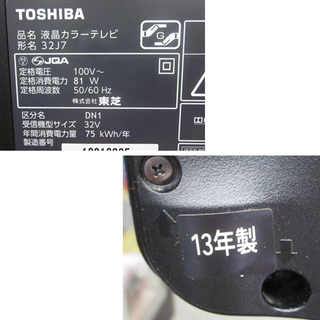 TOSHIBA
品名 液晶カラーテレビ
形名 32J7
JQA
定格電圧 100V～
定格消費電力 81 W
定格周波数 50/60 Hz
株式会社 東芝
区分名 DN1
受信機型サイズ 32V
年間消費電力量 75 kWh/年
製造番号
13年製